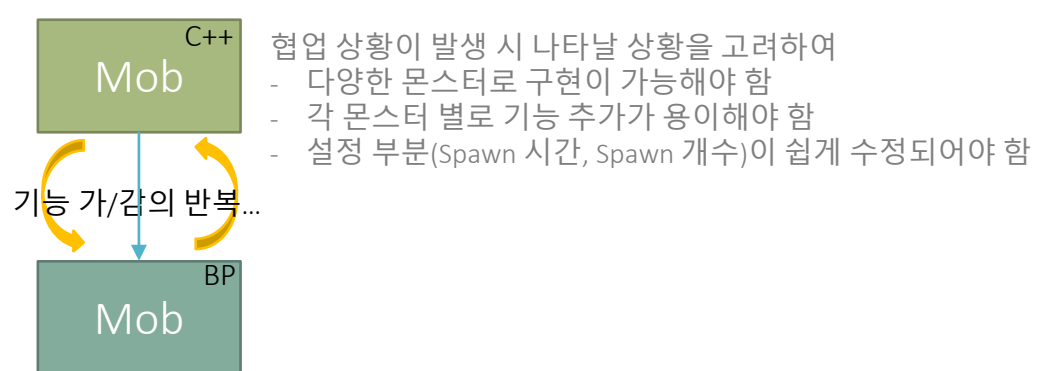 C++
Mob
협업 상황이 발생 시 나타날 상황을 고려하여
- 다양한 몬스터로 구현이 가능해야 함
- 각 몬스터 별로 기능 추가가 용이해야 함
- 설정 부분(Spawn 시간, Spawn 개수)이 쉽게 수정되어야 함
기능 가/감의 반복...
BP
Mob